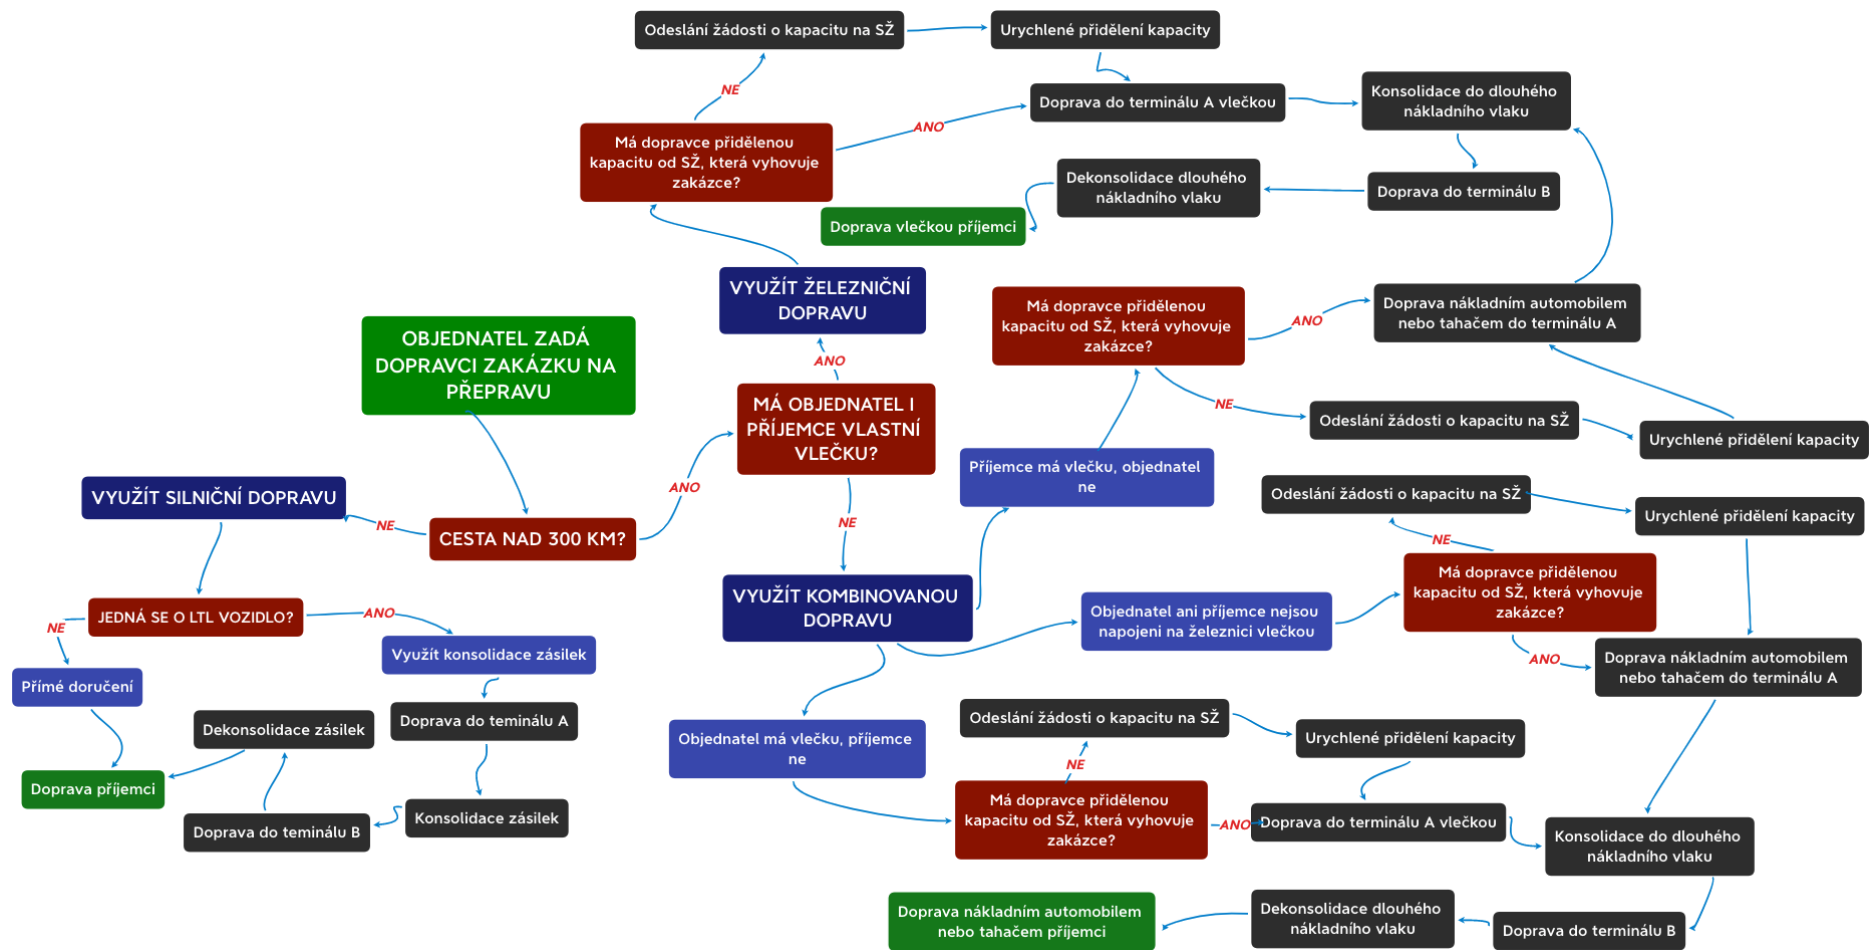 Odeslání žádosti o kapacitu na SŽ
Urychlené přidělení kapacity
NE
Doprava do terminálu A vlečkou
Konsolidace do dlouhého
nákladního vlaku
ANO
Má dopravce přidělenou
kapacitu od SŽ, která vyhovuje
zakázce?
Dekonsolidace dlouhého
nákladního vlaku
Doprava do terminálu B
Doprava vlečkou příjemci
VYUŽÍT ŽELEZNIČNÍ
DOPRAVU
Má dopravce přidělenou
kapacitu od SŽ, která vyhovuje
zakázce?
ANO
Doprava nákladním automobilem
nebo tahačem do terminálu A
OBJEDNATEL ZADÁ
DOPRAVCI ZAKÁZKU NA
PŘEPRAVU
ANO
MÁ OBJEDNATEL I
PŘÍJEMCE VLASTNÍ
VLEČKU?
NE
Odeslání žádosti o kapacitu na SŽ
Urychlené přidělení kapacity
Příjemce má vlečku, objednatel
ne
VYUŽÍT SILNIČNÍ DOPRAVU
ANO
NE
CESTA NAD 300 KM?
NE
Odeslání žádosti o kapacitu na SŽ
Urychlené přidělení kapacity
NE
Má dopravce přidělenou
kapacitu od SŽ, která vyhovuje
zakázce?
VYUŽÍT KOMBINOVANOU
DOPRAVU
Objednatel ani příjemce nejsou
napojeni na železnici vlečkou
JEDNÁ SE O LTL VOZIDLO?
ANO
NE
Využít konsolidace zásilek
ANO
Doprava nákladním automobilem
nebo tahačem do terminálu A
Přímé doručení
Dekonsolidace zásilek
Doprava do teminálu A
Odeslání žádosti o kapacitu na SŽ
Urychlené přidělení kapacity
Objednatel má vlečku, příjemce
ne
NE
Doprava příjemci
Má dopravce přidělenou
kapacitu od SŽ, která vyhovuje
zakázce?
ANO
Doprava do terminálu A vlečkou
Doprava do teminálu B
Konsolidace zásilek
Konsolidace do dlouhého
nákladního vlaku
Doprava nákladním automobilem
nebo tahačem příjemci
Dekonsolidace dlouhého
nákladního vlaku
Doprava do terminálu B